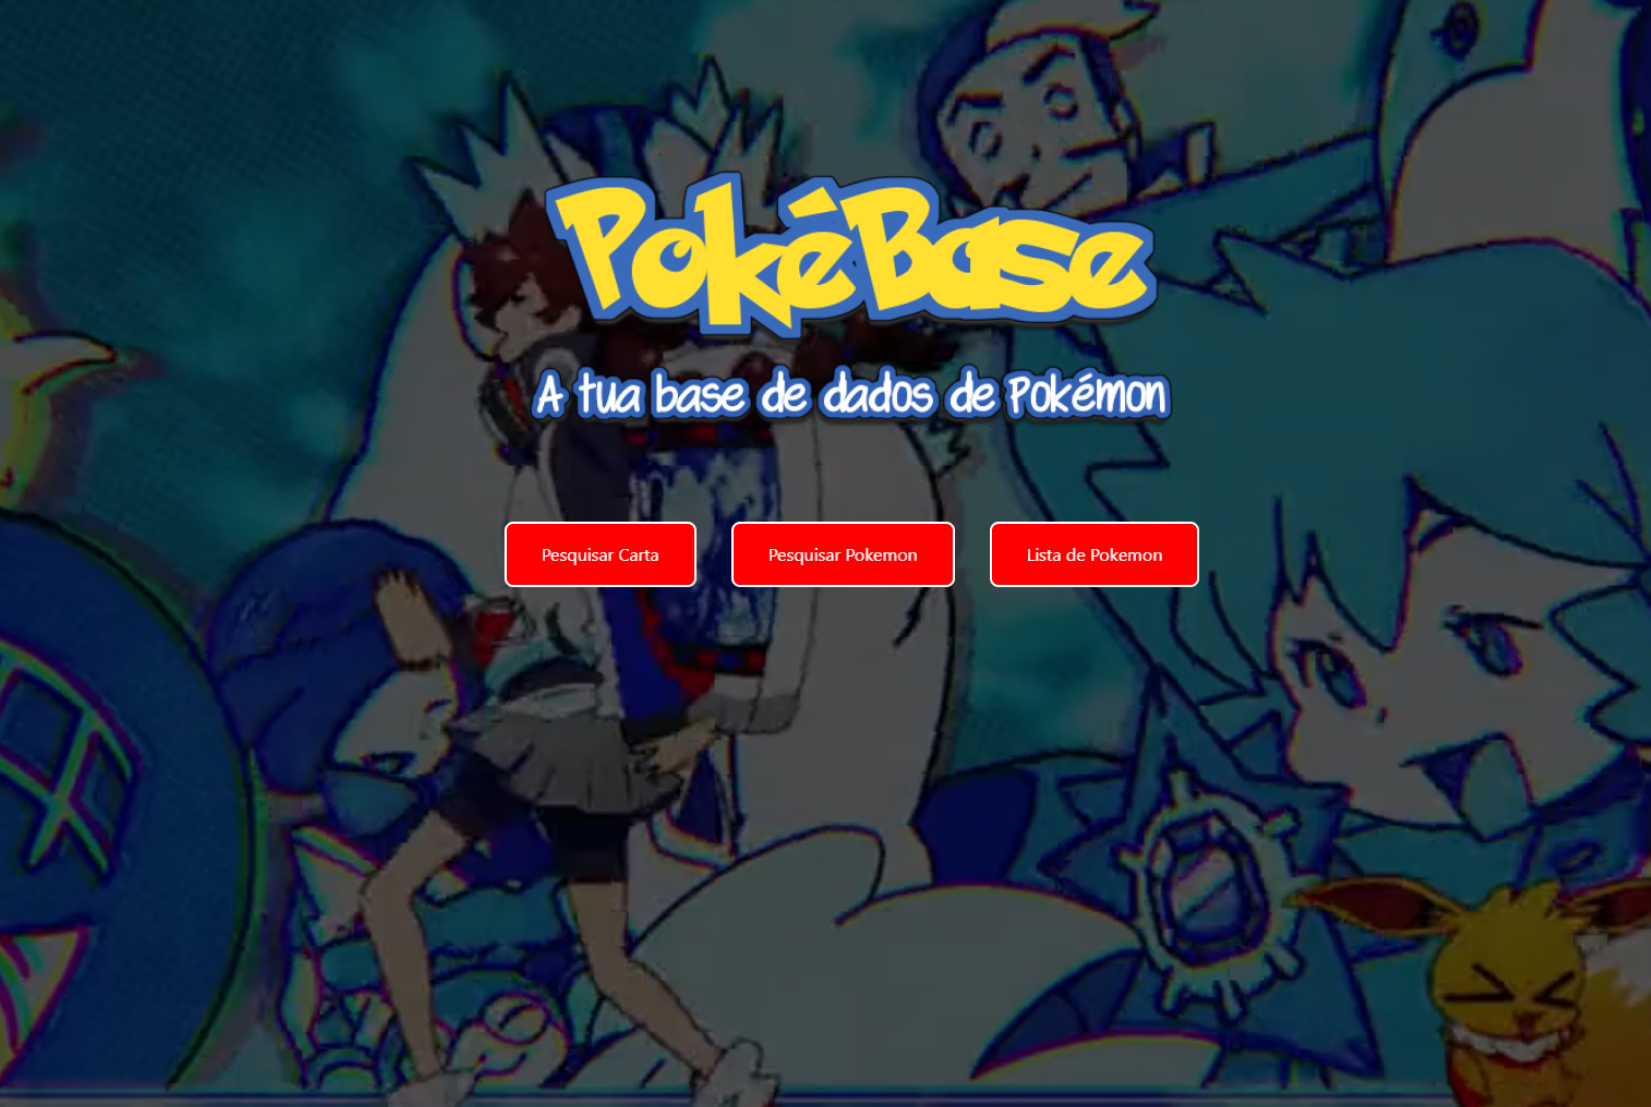 PokéBase
A tua base de dados de Pokémon
Pesquisar Carta
Pesquisar Pokemon
Lista de Pokemon